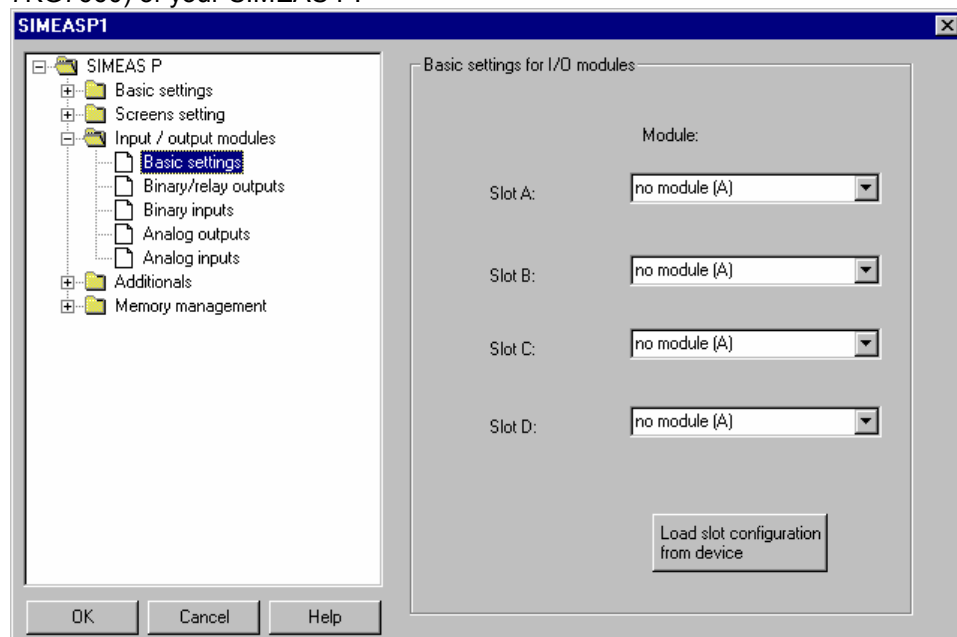 SIMEASP1
SIMEAS P
Basic settings
Screens setting
Input / output modules
Basic settings
Binary/relay outputs
Binary inputs
Analog outputs
Analog inputs
Additionals
Memory management
OK
Cancel
Help
Basic settings for I/O modules
Module:
Slot A:
no module (A)
Slot B:
no module (A)
Slot C:
no module (A)
Slot D:
no module (A)
Load slot configuration
from device